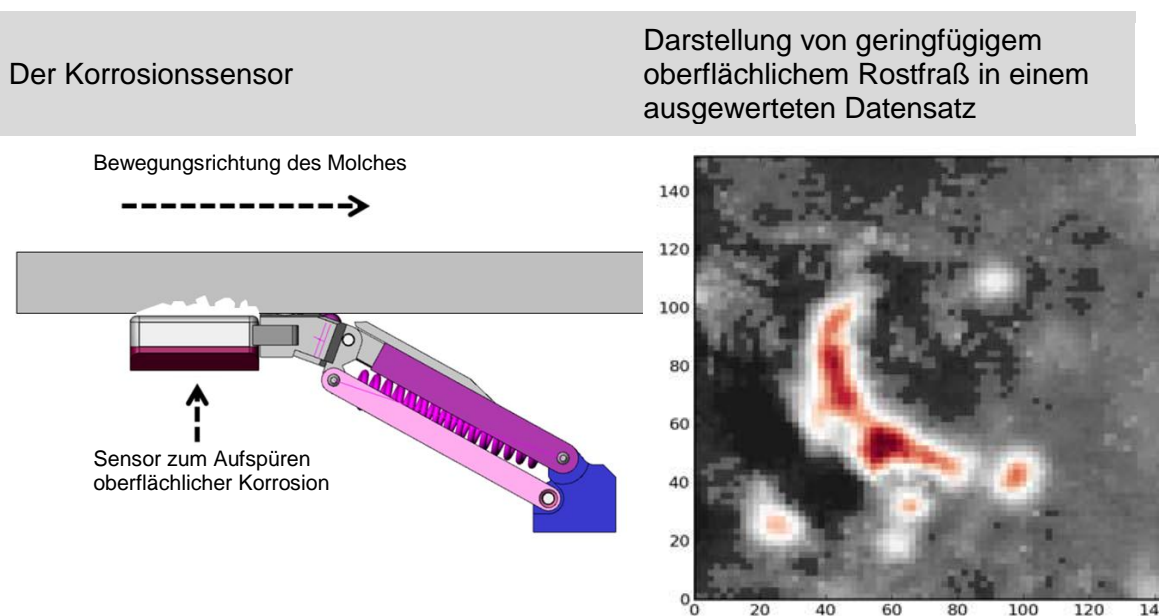 Der Korrosionssensor
Darstellung von geringfügigem
oberflächlichem Rostfraß in einem
ausgewerteten Datensatz
Bewegungsrichtung des Molches
Sensor zum Aufspüren
oberflächlicher Korrosion
140
120
100
80
60
40
20
0
0 20 40 60 80 100 120